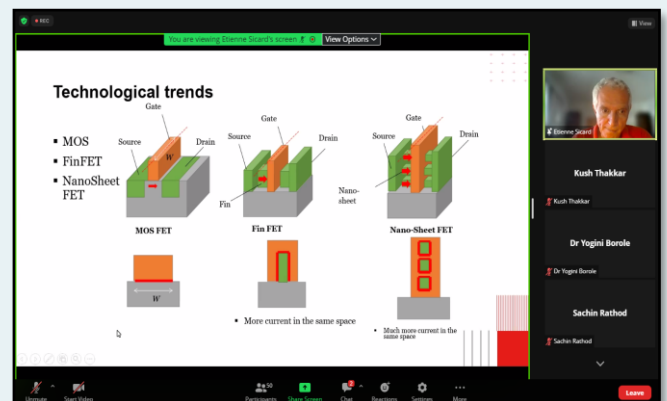 REC
View
You are viewing Etienne Sicard's screen
View Options
Technological trends
MOS
FinFET
NanoSheet
FET
Gate
Source
Drain
W
MOS FET
W
Gate
Source
Drain
Fin
Fin FET
More current in the same space
Gate
Source
Drain
Nano-
sheet
Nano-Sheet FET
Much more current in the
same space
Etienne Sicard
Kush Thakkar
Kush Thakkar
Dr Yogini Borole
Dr Yogini Borole
Sachin Rathod
Sachin Rathod
Unmute
Start Video
50
Participants
Share Screen
2
Chat
Reactions
Settings
More
Leave